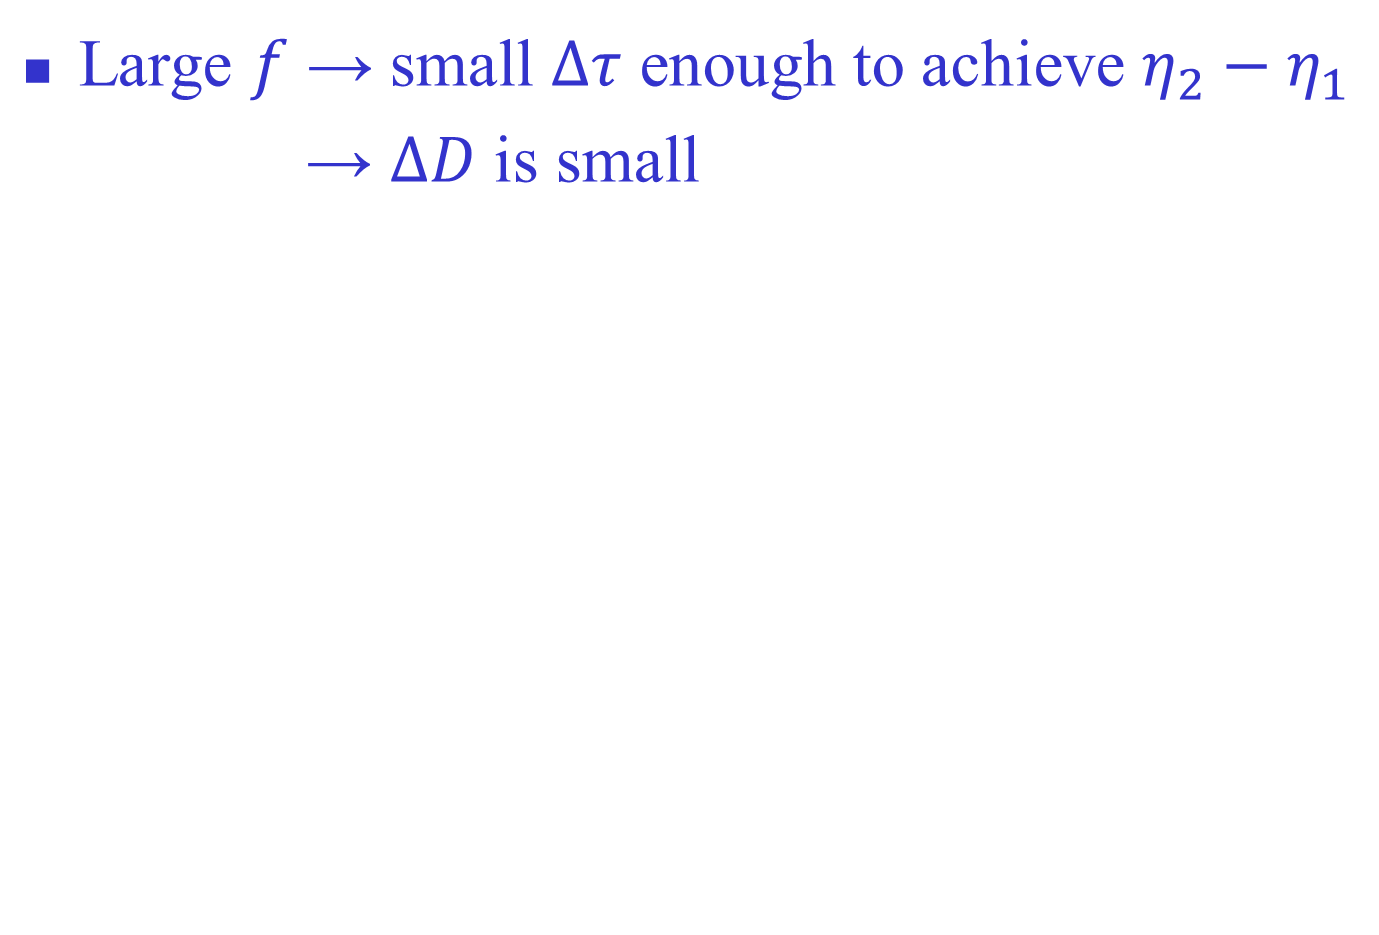 ▪ Large 𝑓 → small Δ𝜏 enough to achieve 𝜂₂ − 𝜂₁
→ Δ𝐷 is small